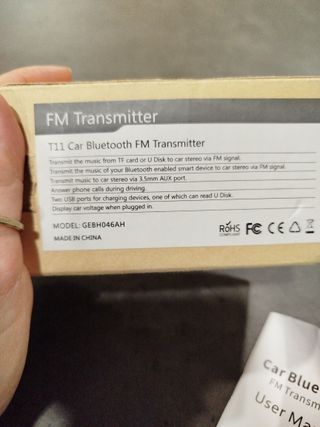 FM Transmitter
T11 Car Bluetooth FM Transmitter
Transmit the music from TF card or U Disk to car stereo via FM signal.
Transmit the music of your Bluetooth enabled smart device to car stereo via FM signal.
Transmit music to car stereo via 3.5mm AUX port.
Answer phone calls during driving.
Two USB ports for charging devices, one of which can read U Disk.
Display car voltage when plugged in.
MODEL: GEBH046AH
MADE IN CHINA
RoHS
COMPLIANT
FC CE
Car Blue
FM Transm
User Ma